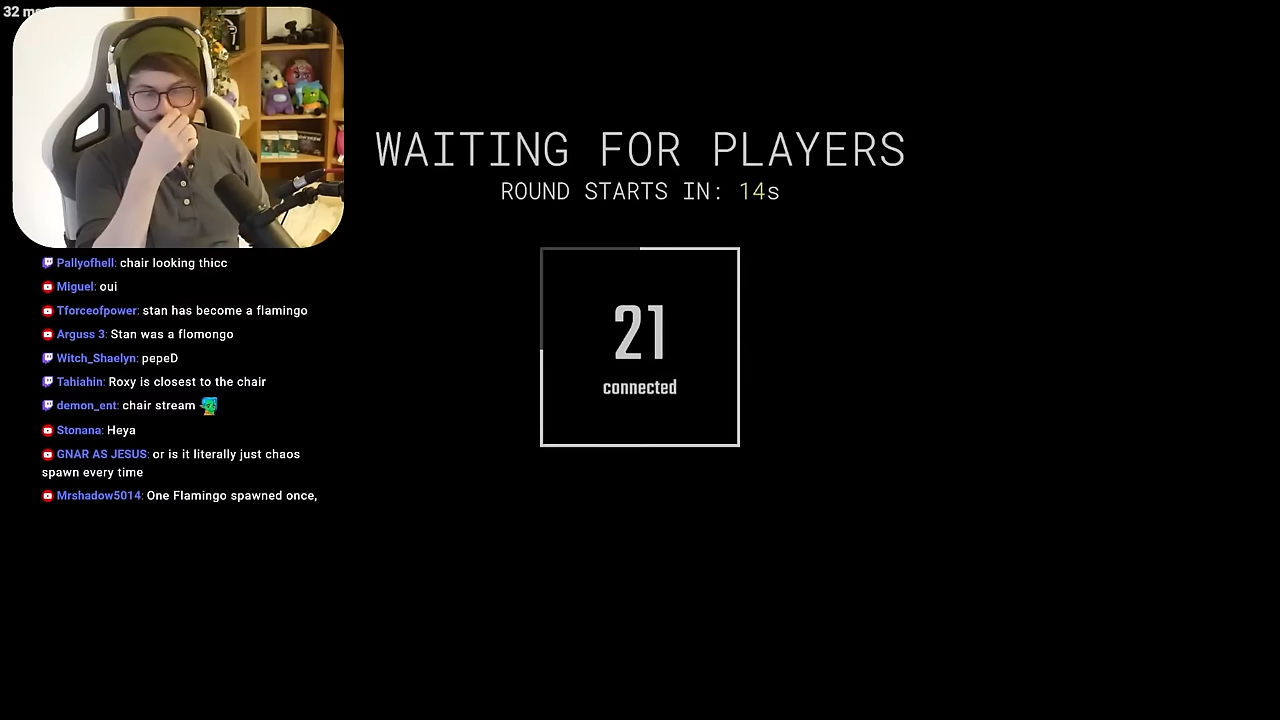 32 m
WAITING FOR PLAYERS
ROUND STARTS IN: 14s
21
connected
Pallyofhell: chair looking thicc
Miguel: oui
Tforceofpower: stan has become a flamingo
Arguss 3: Stan was a flomongo
Witch_Shaelyn: pepeD
Tahiahin: Roxy is closest to the chair
demon_ent: chair stream
Stonana: Heya
GNAR AS JESUS: or is it literally just chaos
spawn every time
Mrshadow5014: One Flamingo spawned once,